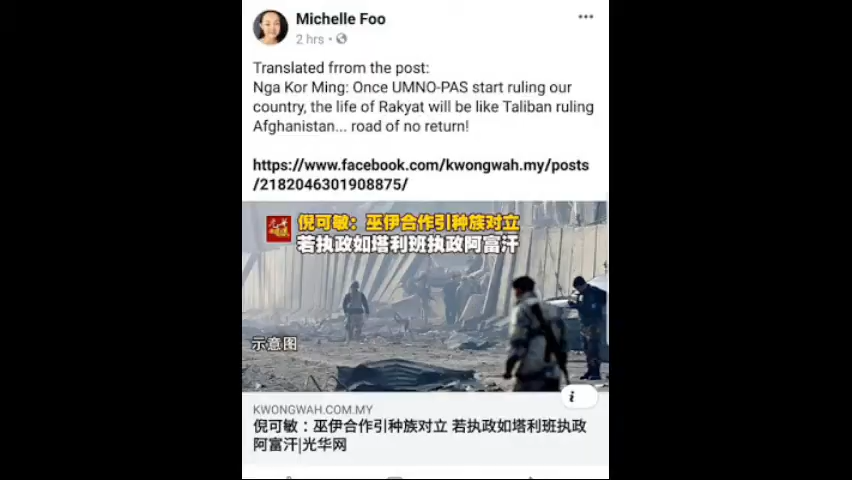 Michelle Foo
2 hrs ·
Translated frrom the post:
Nga Kor Ming: Once UMNO-PAS start ruling our
country, the life of Rakyat will be like Taliban ruling
Afghanistan... road of no return!
https://www.facebook.com/kwongwah.my/posts
/2182046301908875/
倪可敏：巫伊合作引种族对立
若执政如塔利班执政阿富汗
示意图
i
KWONGWAH.COM.MY
倪可敏：巫伊合作引种族对立 若执政如塔利班执政
阿富汗|光华网